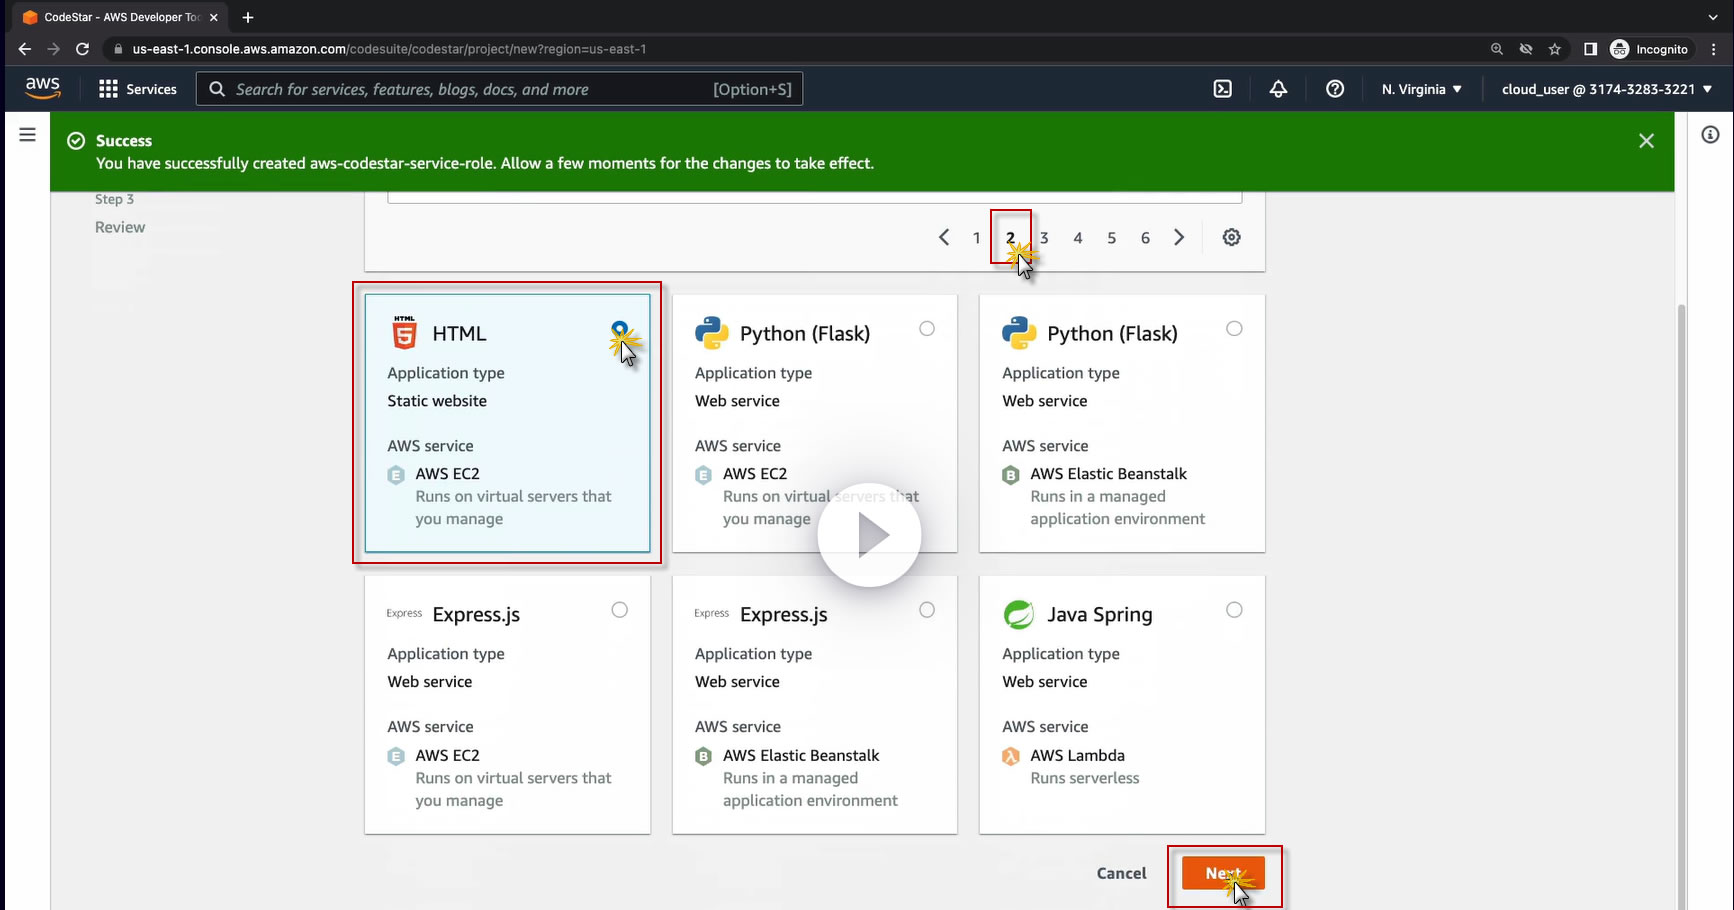 CodeStar - AWS Developer Too
us-east-1.console.aws.amazon.com/codesuite/codestar/project/new?region=us-east-1
Incognito
aws
Services
Search for services, features, blogs, docs, and more
[Option+S]
N. Virginia
cloud_user @ 3174-3283-3221
Success
You have successfully created aws-codestar-service-role. Allow a few moments for the changes to take effect.
Step 3
Review
1 2 3 4 5 6
HTML
5
HTML
Application type
Static website
AWS service
E AWS EC2
Runs on virtual servers that
you manage
Python (Flask)
Application type
Web service
AWS service
E AWS EC2
Runs on virtual servers that
you manage
Python (Flask)
Application type
Web service
AWS service
B AWS Elastic Beanstalk
Runs in a managed
application environment
Express Express.js
Application type
Web service
AWS service
E AWS EC2
Runs on virtual servers that
you manage
Express Express.js
Application type
Web service
AWS service
B AWS Elastic Beanstalk
Runs in a managed
application environment
Java Spring
Application type
Web service
AWS service
λ AWS Lambda
Runs serverless
Cancel
Next